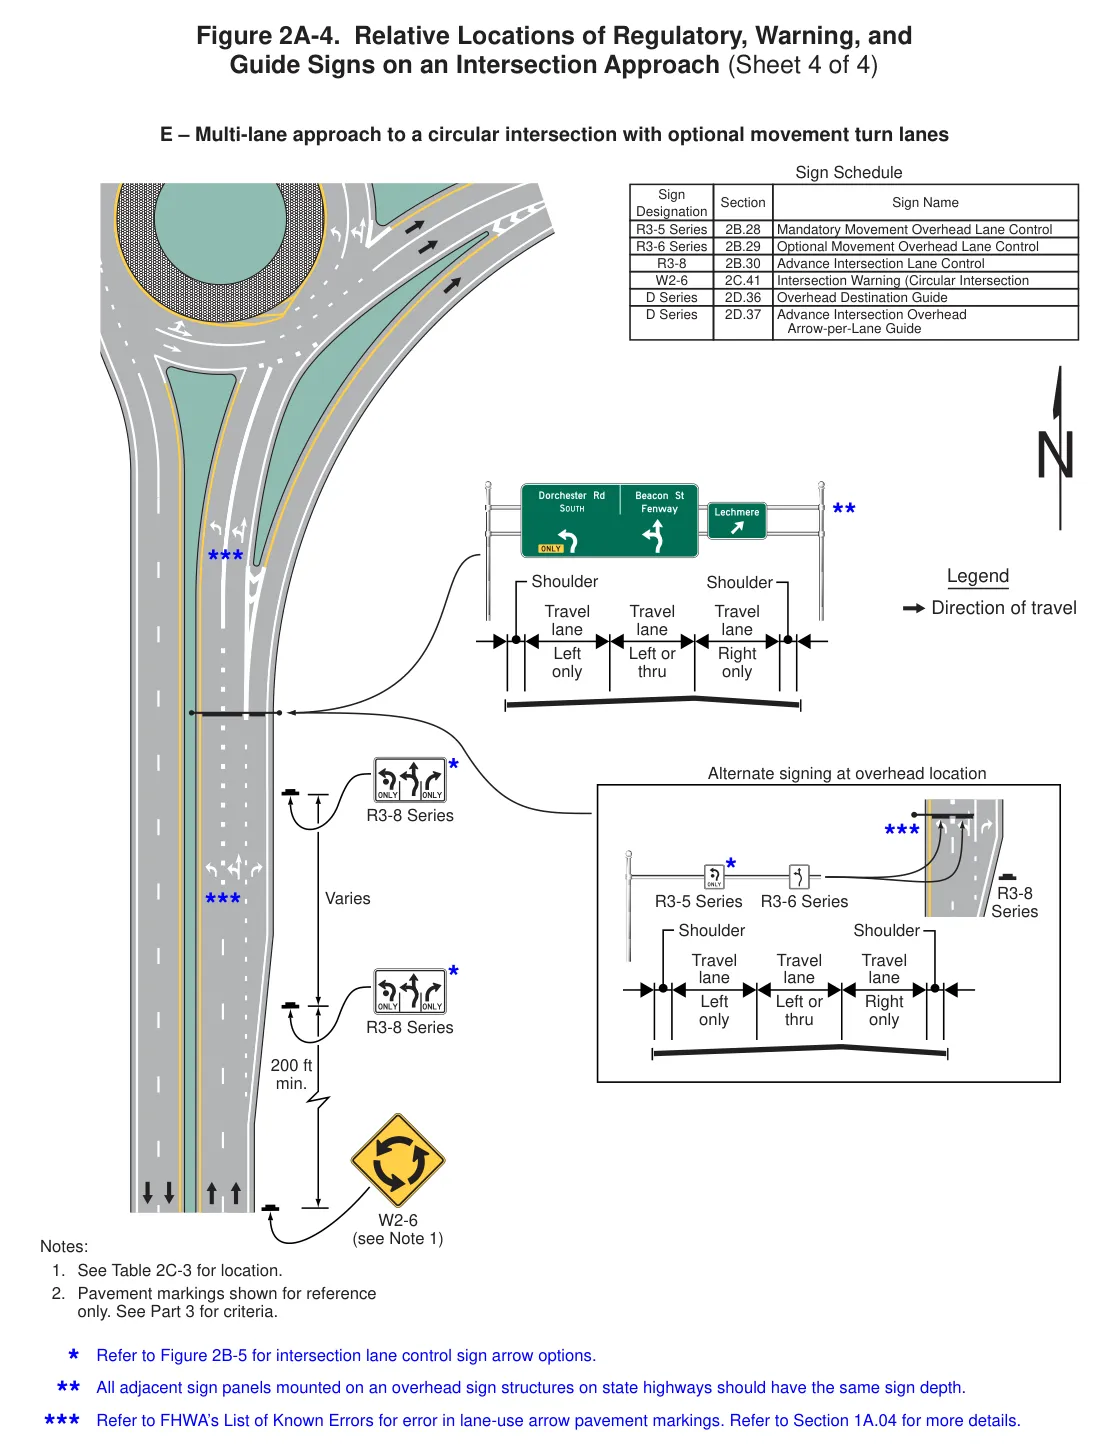 Figure 2A-4.  Relative Locations of Regulatory, Warning, and
Guide Signs on an Intersection Approach (Sheet 4 of 4)
E – Multi-lane approach to a circular intersection with optional movement turn lanes
Sign Schedule
Sign Designation Section Sign Name
R3-5 Series 2B.28 Mandatory Movement Overhead Lane Control
R3-6 Series 2B.29 Optional Movement Overhead Lane Control
R3-8 2B.30 Advance Intersection Lane Control
W2-6 2C.41 Intersection Warning (Circular Intersection
D Series 2D.36 Overhead Destination Guide
D Series 2D.37 Advance Intersection Overhead
Arrow-per-Lane Guide
N
Legend
Direction of travel
Dorchester Rd
SOUTH
ONLY
Beacon St
Fenway
Lechmere
**
***
Shoulder
Shoulder
Travel lane
Travel lane
Travel lane
Left only
Left or thru
Right only
ONLY ONLY
*
R3-8 Series
***
Varies
ONLY ONLY
*
R3-8 Series
200 ft
min.
W2-6
(see Note 1)
Alternate signing at overhead location
***
R3-8
Series
ONLY
*
R3-5 Series
R3-6 Series
Shoulder
Shoulder
Travel lane
Travel lane
Travel lane
Left only
Left or thru
Right only
Notes:
1. See Table 2C-3 for location.
2. Pavement markings shown for reference
only. See Part 3 for criteria.
* Refer to Figure 2B-5 for intersection lane control sign arrow options.
** All adjacent sign panels mounted on an overhead sign structures on state highways should have the same sign depth.
*** Refer to FHWA's List of Known Errors for error in lane-use arrow pavement markings. Refer to Section 1A.04 for more details.